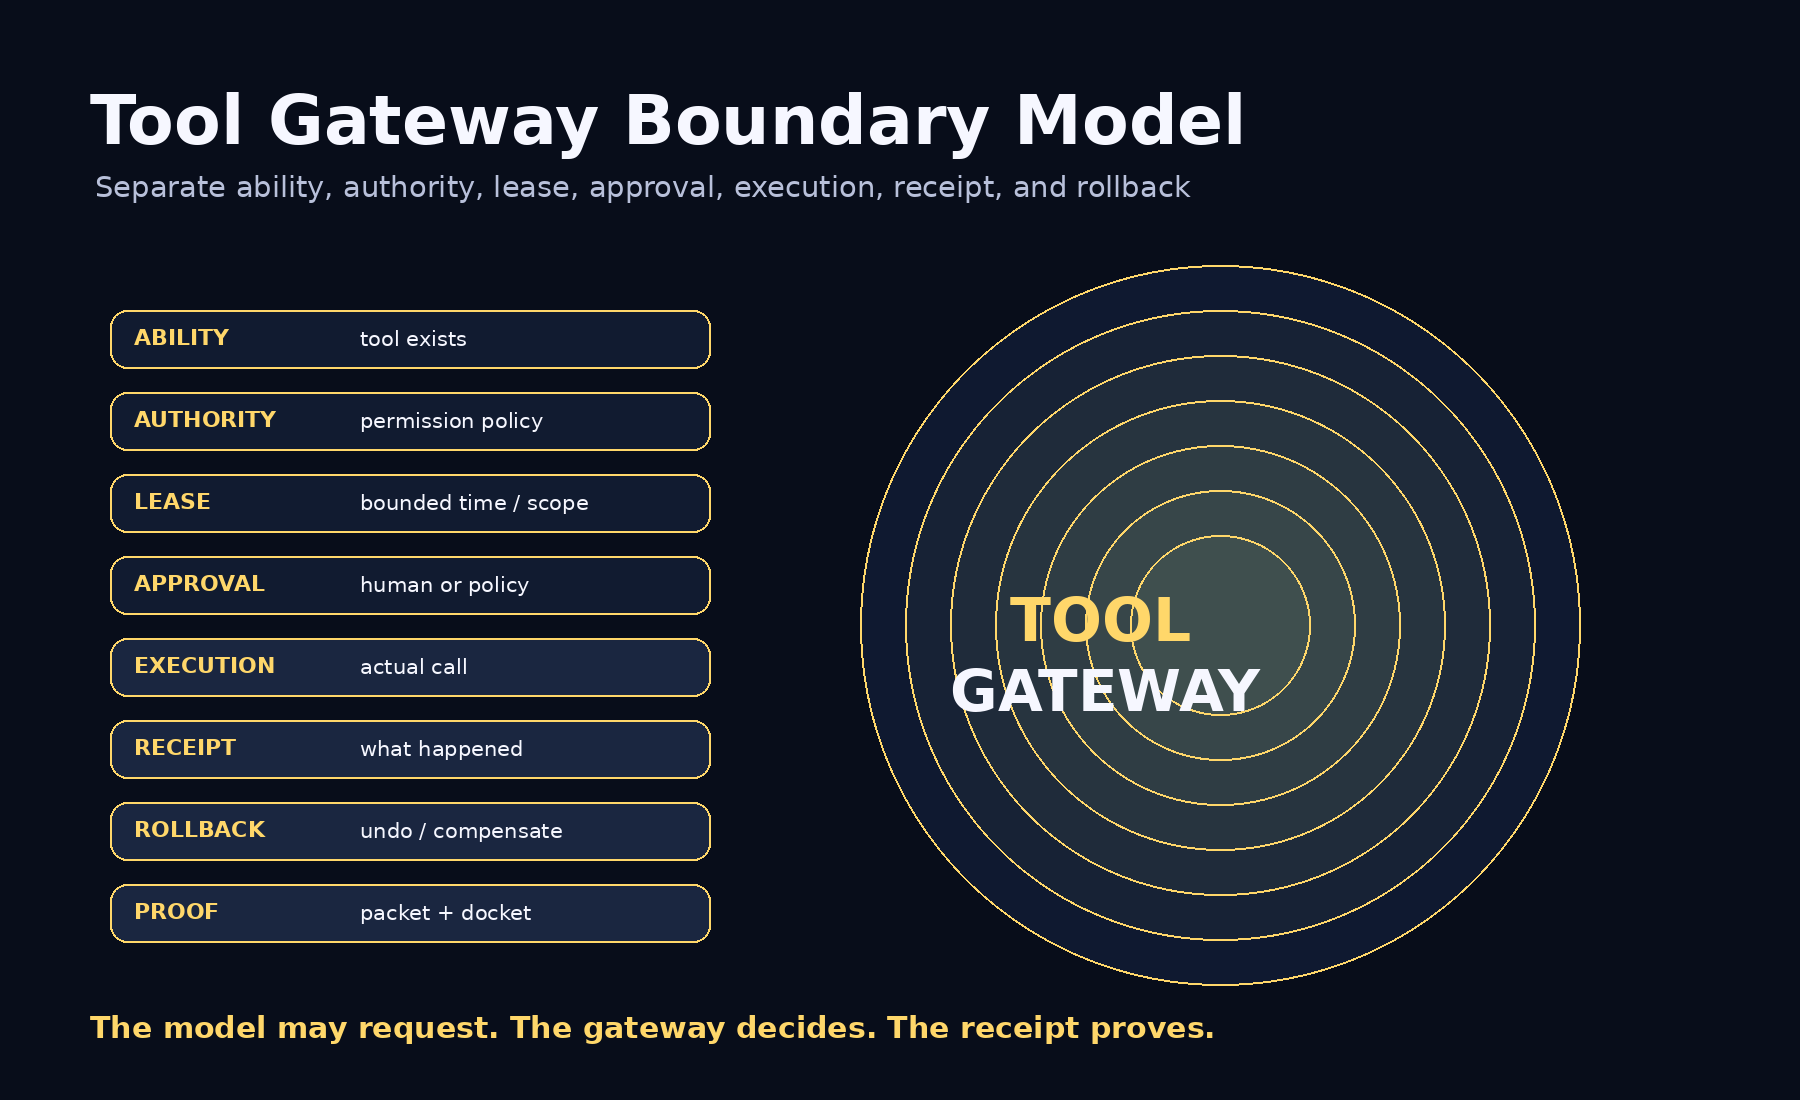 Tool Gateway Boundary Model
Separate ability, authority, lease, approval, execution, receipt, and rollback
ABILITY tool exists
AUTHORITY permission policy
LEASE bounded time / scope
APPROVAL human or policy
EXECUTION actual call
RECEIPT what happened
ROLLBACK undo / compensate
PROOF packet + docket
TOOL
GATEWAY
The model may request. The gateway decides. The receipt proves.